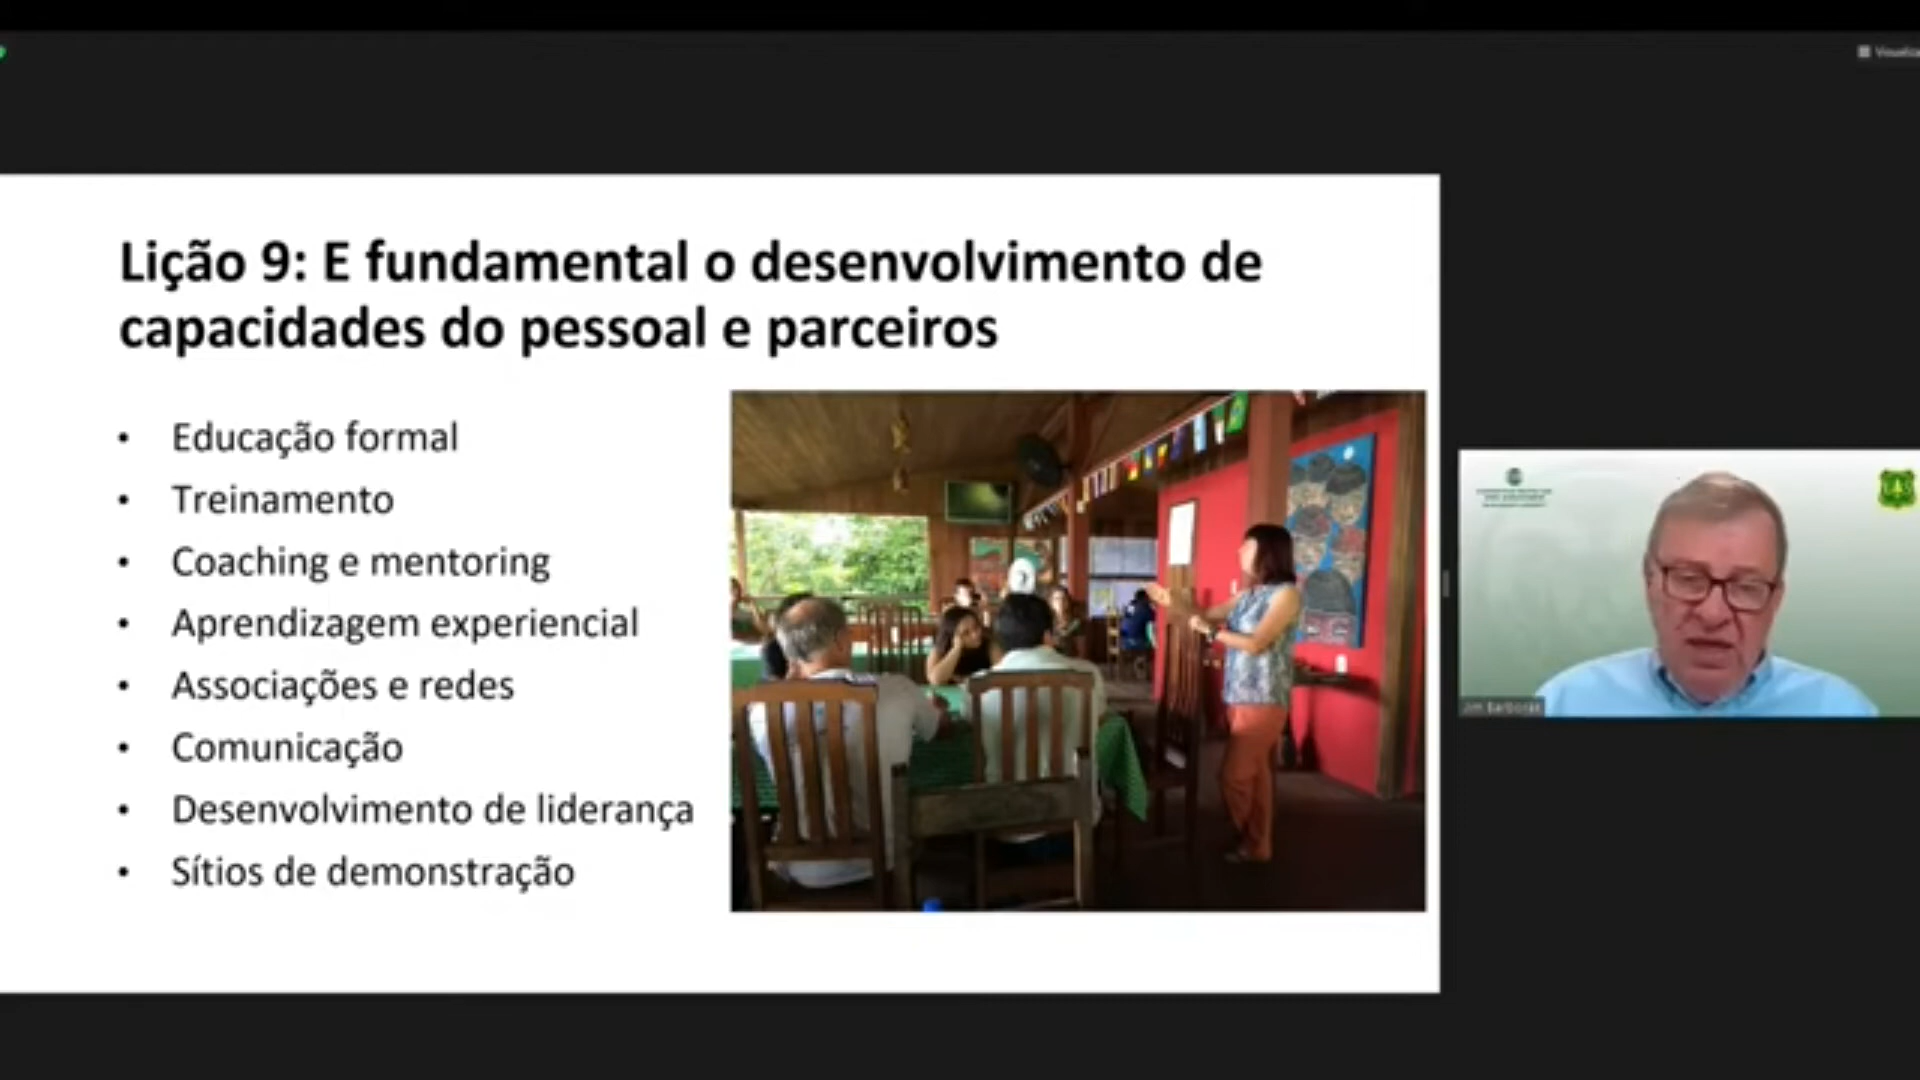 Lição 9: E fundamental o desenvolvimento de
capacidades do pessoal e parceiros
• Educação formal
• Treinamento
• Coaching e mentoring
• Aprendizagem experiencial
• Associações e redes
• Comunicação
• Desenvolvimento de liderança
• Sítios de demonstração